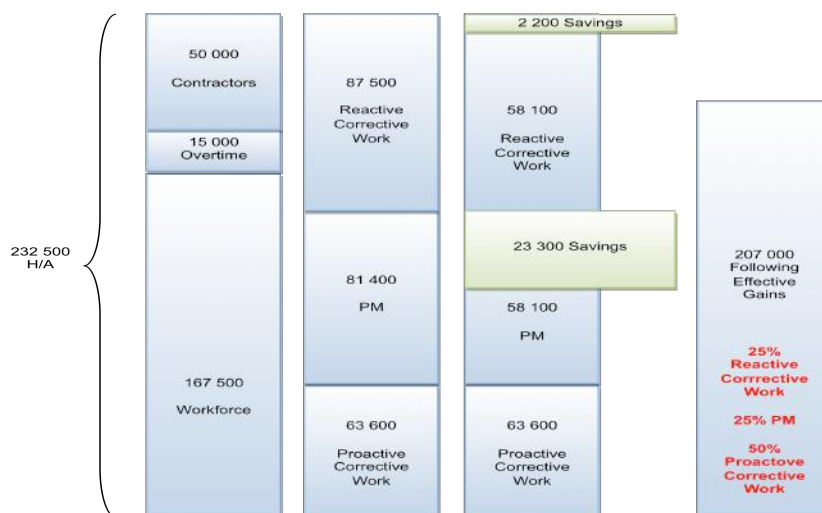 232 500
H/A
50 000
Contractors
15 000
Overtime
167 500
Workforce
87 500
Reactive
Corrective
Work
81 400
PM
63 600
Proactive
Corrective
Work
2 200 Savings
58 100
Reactive
Corrective
Work
23 300 Savings
58 100
PM
63 600
Proactive
Corrective
Work
207 000
Following
Effective
Gains
25%
Reactive
Corrrective
Work
25% PM
50%
Proactove
Corrective
Work